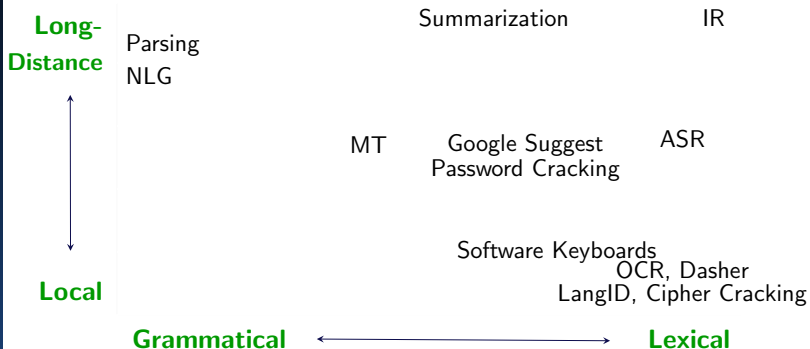 Long-
Distance
Summarization
IR
Parsing
NLG
MT
Google Suggest
Password Cracking
ASR
Software Keyboards
OCR, Dasher
LangID, Cipher Cracking
Local
Grammatical
Lexical